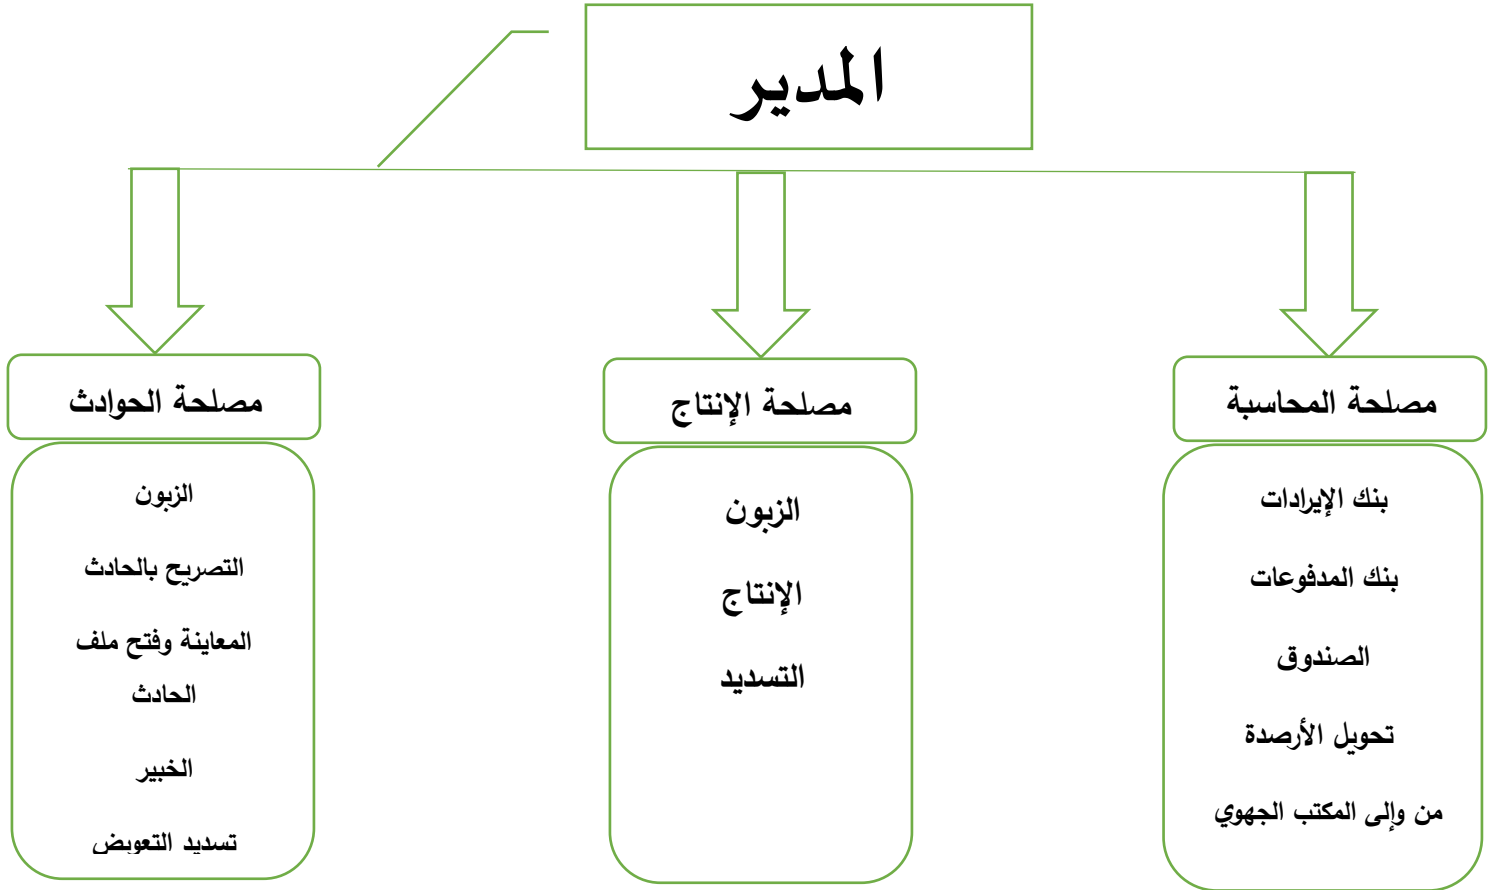 المدير
مصلحة المحاسبة
بنك الإيرادات
بنك المدفوعات
الصندوق
تحويل الأرصدة
من وإلى المكتب الجهوي
مصلحة الإنتاج
الزبون
الإنتاج
التسديد
مصلحة الحوادث
الزبون
التصريح بالحادث
المعاينة وفتح ملف
الحادث
الخبير
تسديد التعويض